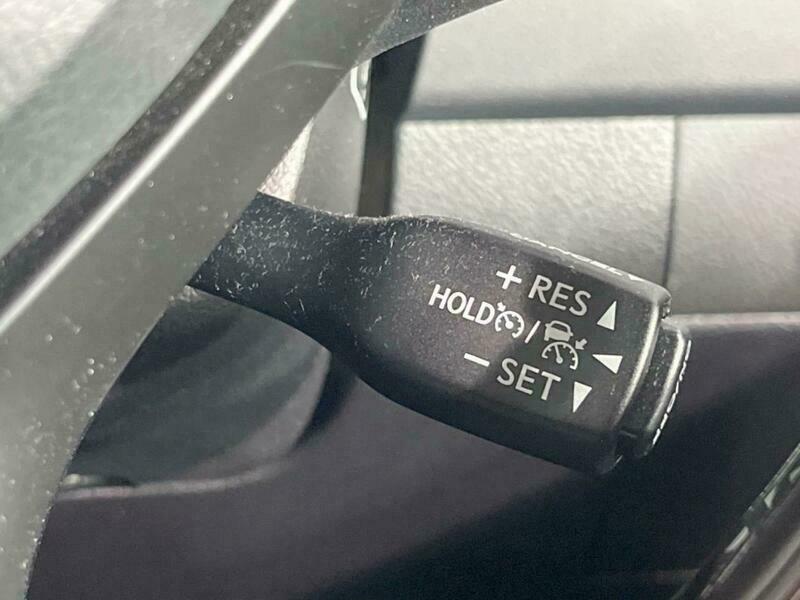 + RES
HOLD /
− SET